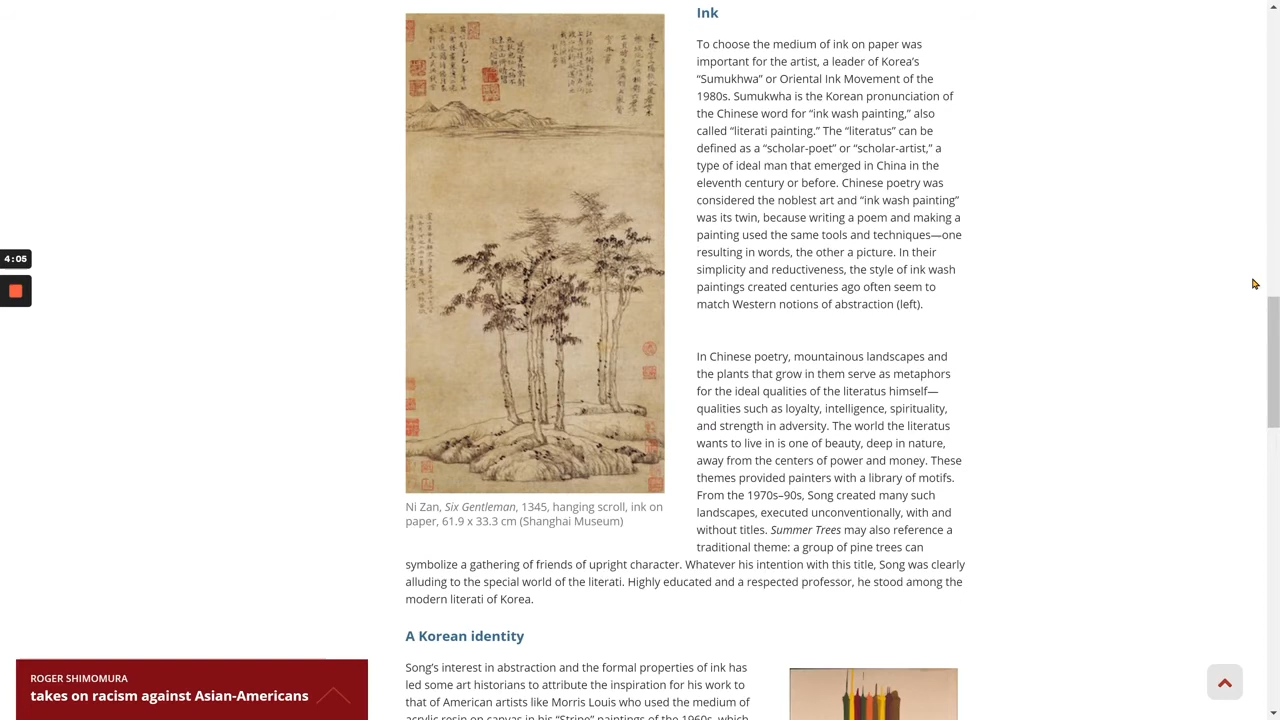 Ink
To choose the medium of ink on paper was
important for the artist, a leader of Korea's
“Sumukhwa” or Oriental Ink Movement of the
1980s. Sumukwha is the Korean pronunciation of
the Chinese word for “ink wash painting,” also
called “literati painting.” The “literatus” can be
defined as a “scholar-poet” or “scholar-artist,” a
type of ideal man that emerged in China in the
eleventh century or before. Chinese poetry was
considered the noblest art and “ink wash painting”
was its twin, because writing a poem and making a
painting used the same tools and techniques—one
resulting in words, the other a picture. In their
simplicity and reductiveness, the style of ink wash
paintings created centuries ago often seem to
match Western notions of abstraction (left).
In Chinese poetry, mountainous landscapes and
the plants that grow in them serve as metaphors
for the ideal qualities of the literatus himself—
qualities such as loyalty, intelligence, spirituality,
and strength in adversity. The world the literatus
wants to live in is one of beauty, deep in nature,
away from the centers of power and money. These
themes provided painters with a library of motifs.
From the 1970s–90s, Song created many such
landscapes, executed unconventionally, with and
without titles. Summer Trees may also reference a
traditional theme: a group of pine trees can
symbolize a gathering of friends of upright character. Whatever his intention with this title, Song was clearly
alluding to the special world of the literati. Highly educated and a respected professor, he stood among the
modern literati of Korea.
Ni Zan, Six Gentleman, 1345, hanging scroll, ink on
paper, 61.9 x 33.3 cm (Shanghai Museum)
A Korean identity
Song's interest in abstraction and the formal properties of ink has
led some art historians to attribute the inspiration for his work to
that of American artists like Morris Louis who used the medium of
acrylic resin on canvas in his “Stripe” paintings of the 1960s, which
4:05
ROGER SHIMOMURA
takes on racism against Asian-Americans